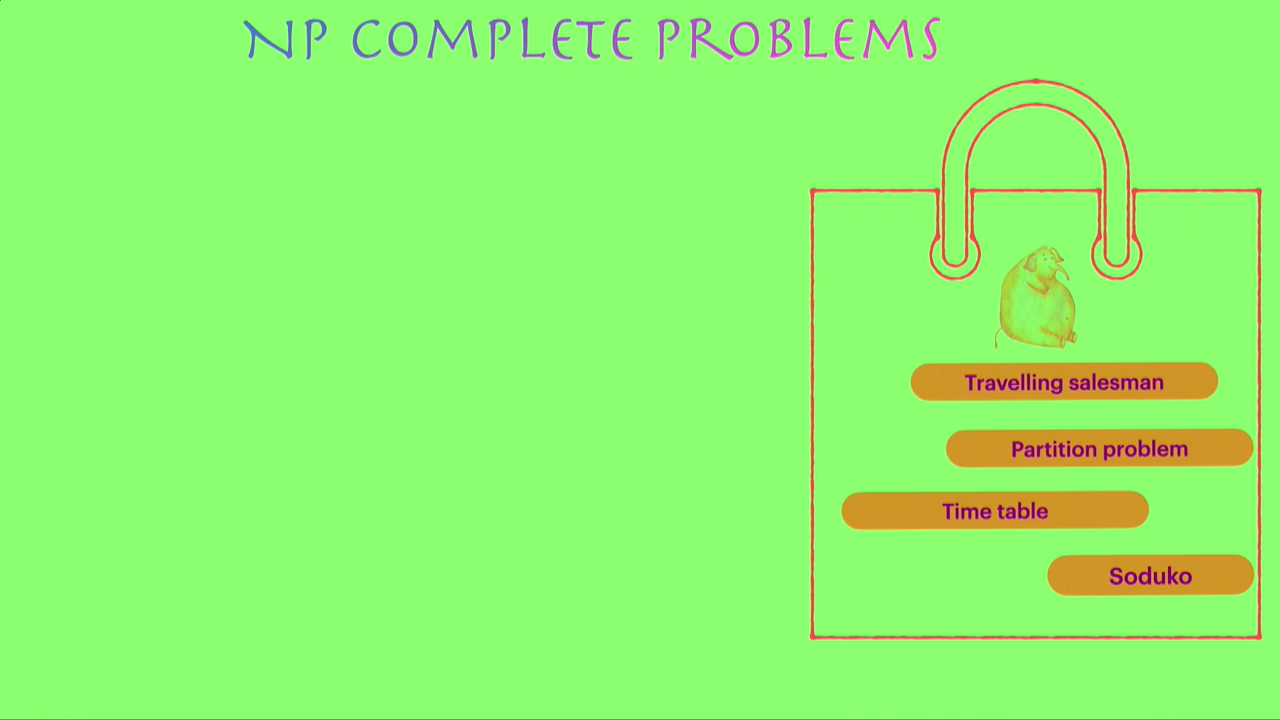 NP COMPLETE PROBLEMS
Travelling salesman
Partition problem
Time table
Soduko